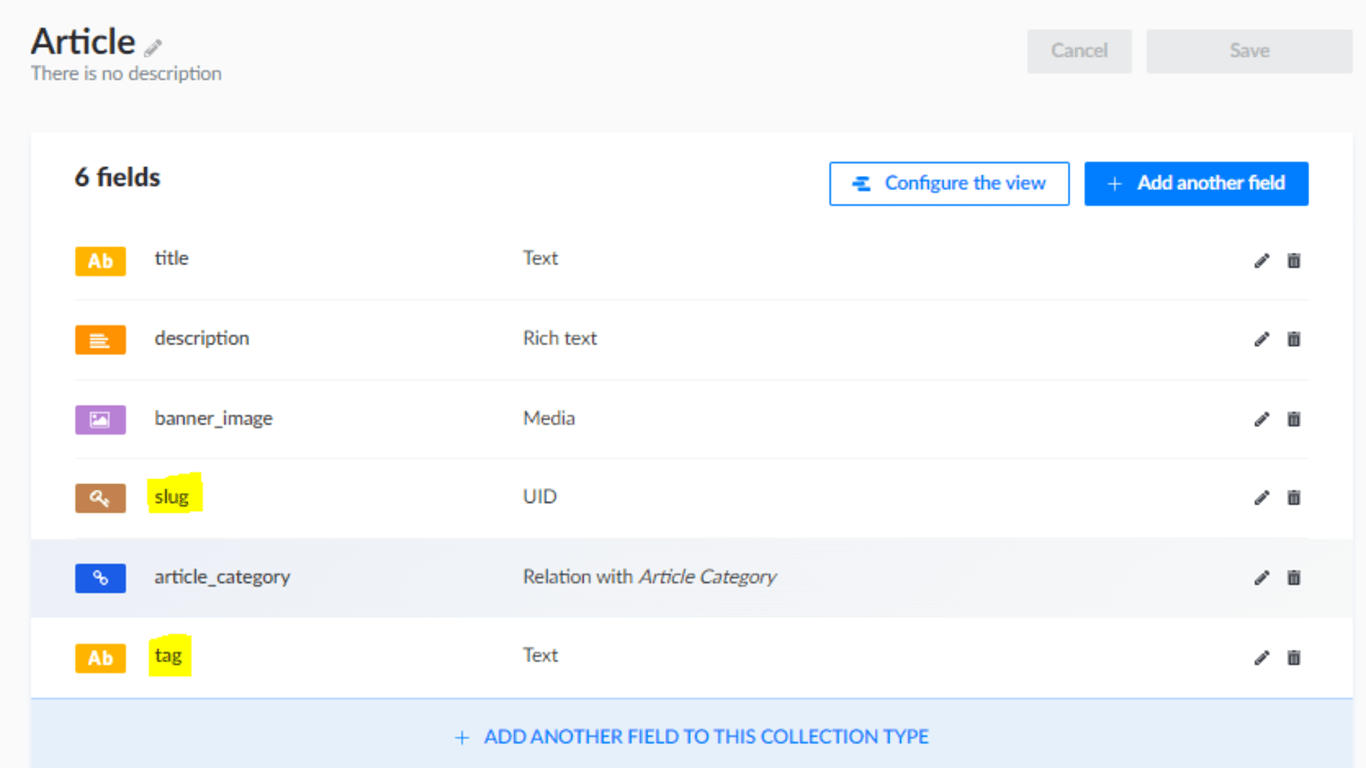 Article
There is no description
Cancel
Save
6 fields
Configure the view
+ Add another field
Ab title Text
description Rich text
banner_image Media
slug UID
article_category Relation with Article Category
Ab tag Text
+ ADD ANOTHER FIELD TO THIS COLLECTION TYPE